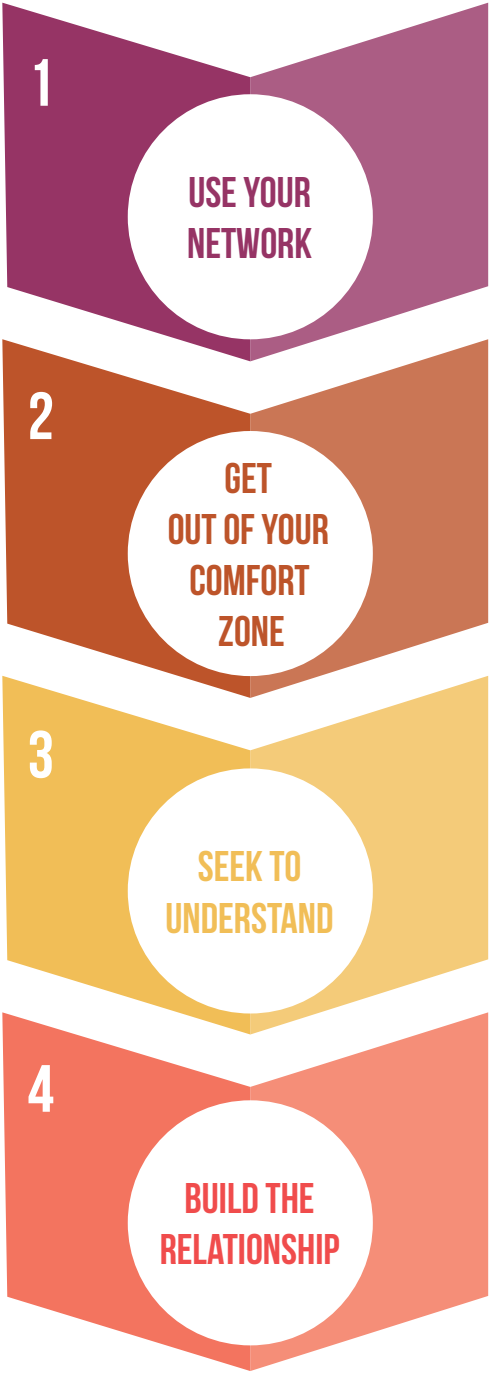 1
USE YOUR
NETWORK
2
GET
OUT OF YOUR
COMFORT
ZONE
3
SEEK TO
UNDERSTAND
4
BUILD THE
RELATIONSHIP